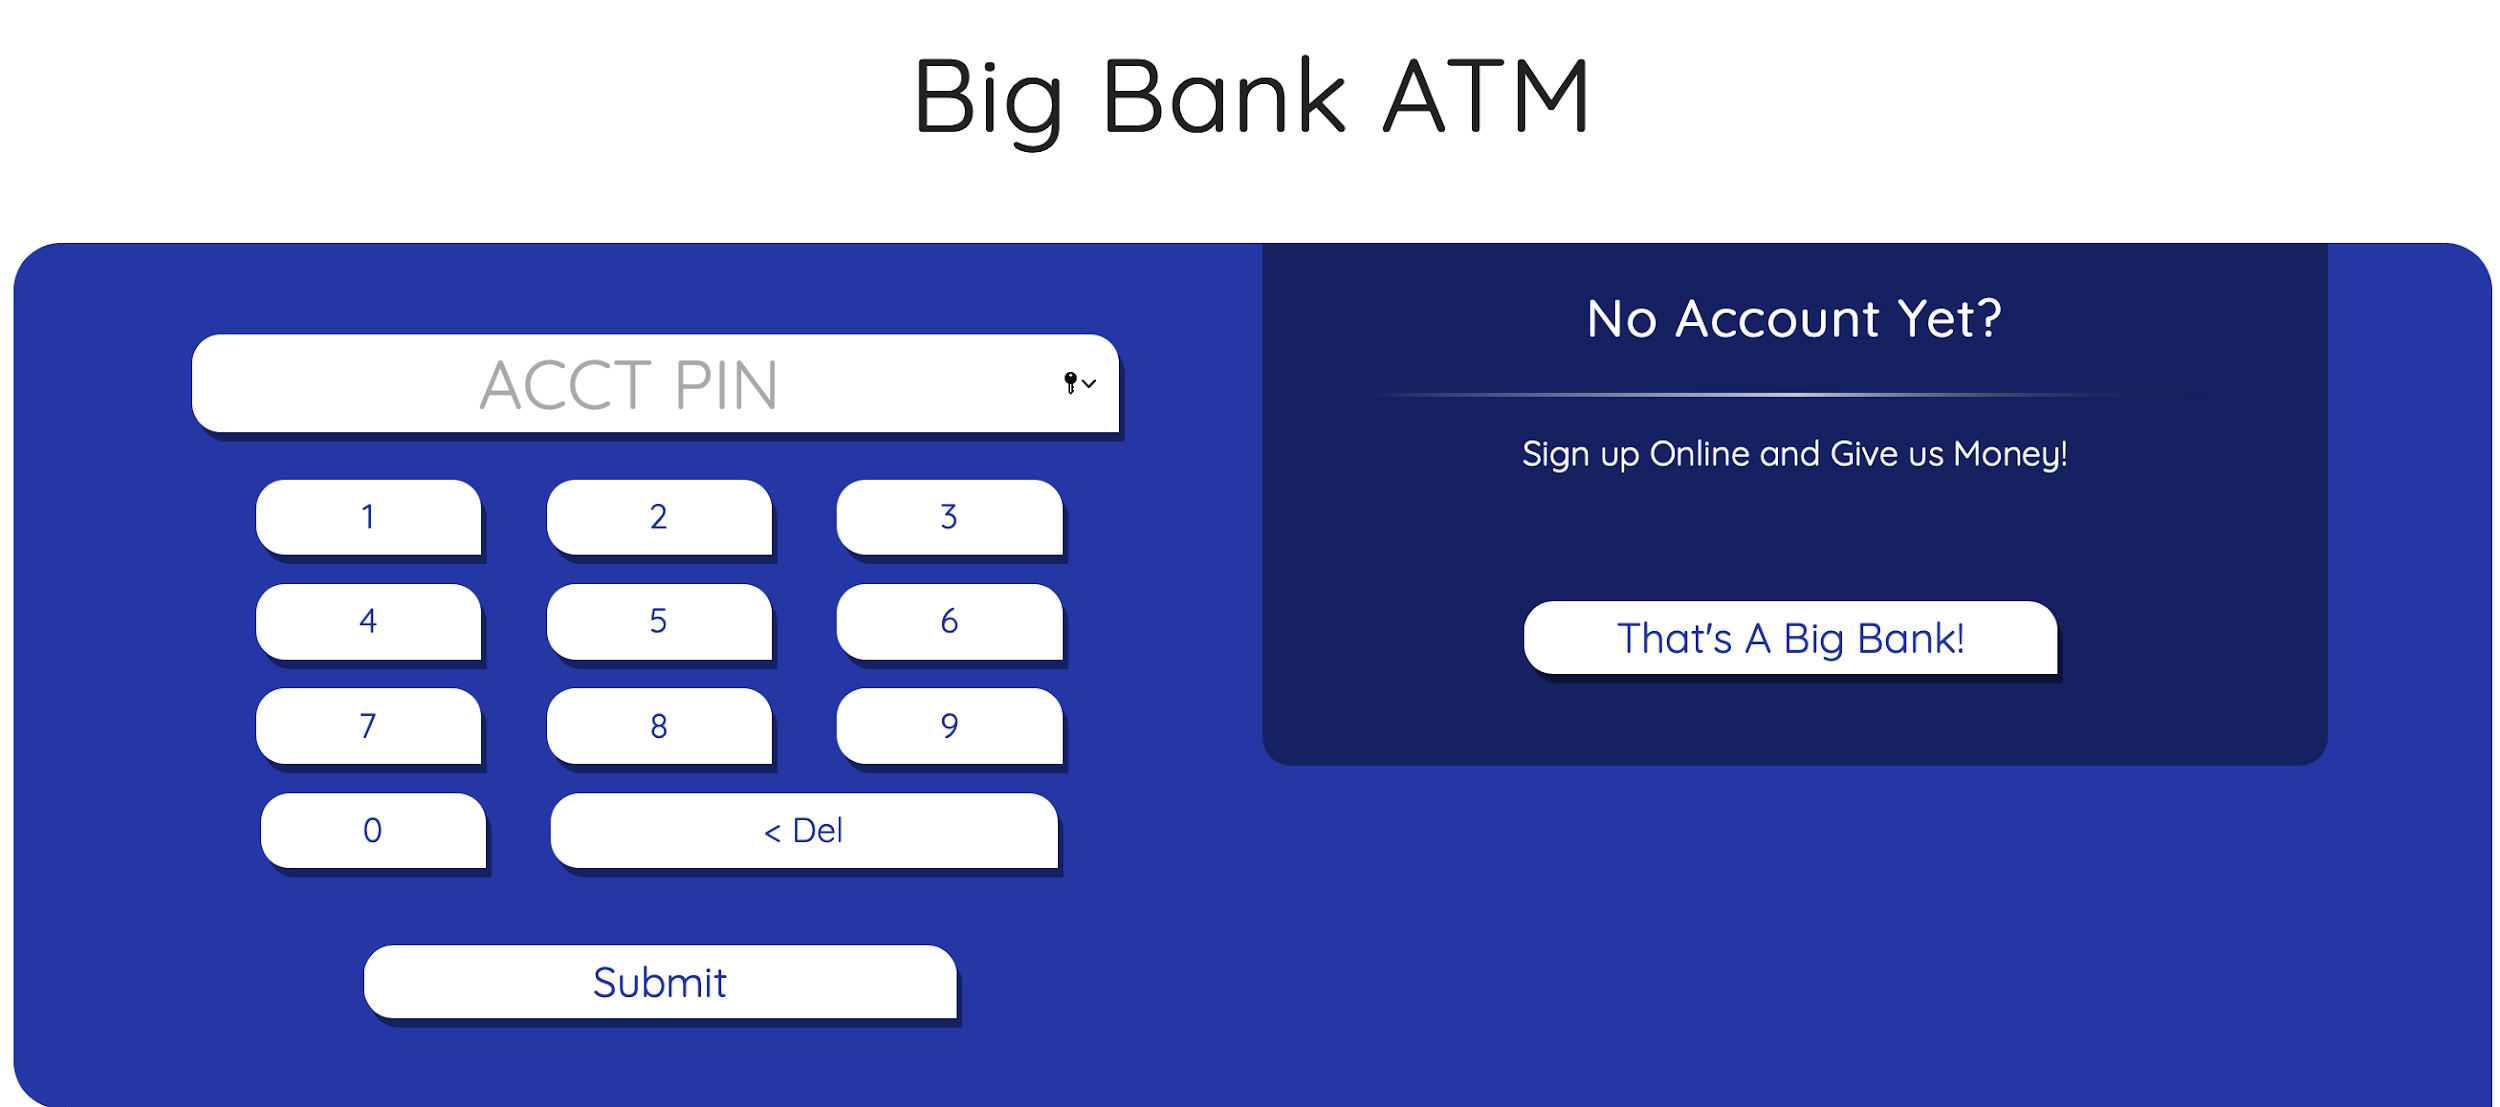 Big Bank ATM
ACCT PIN
1 2 3
4 5 6
7 8 9
0 < Del
Submit
No Account Yet?
Sign up Online and Give us Money!
That's A Big Bank!